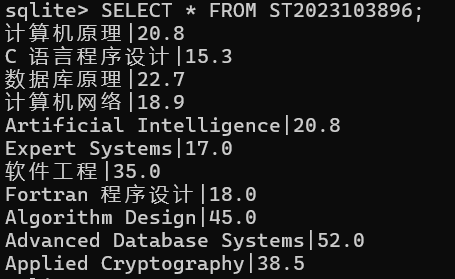 sqlite> SELECT * FROM ST2023103896;
计算机原理|20.8
C 语言程序设计|15.3
数据库原理|22.7
计算机网络|18.9
Artificial Intelligence|20.8
Expert Systems|17.0
软件工程|35.0
Fortran 程序设计|18.0
Algorithm Design|45.0
Advanced Database Systems|52.0
Applied Cryptography|38.5